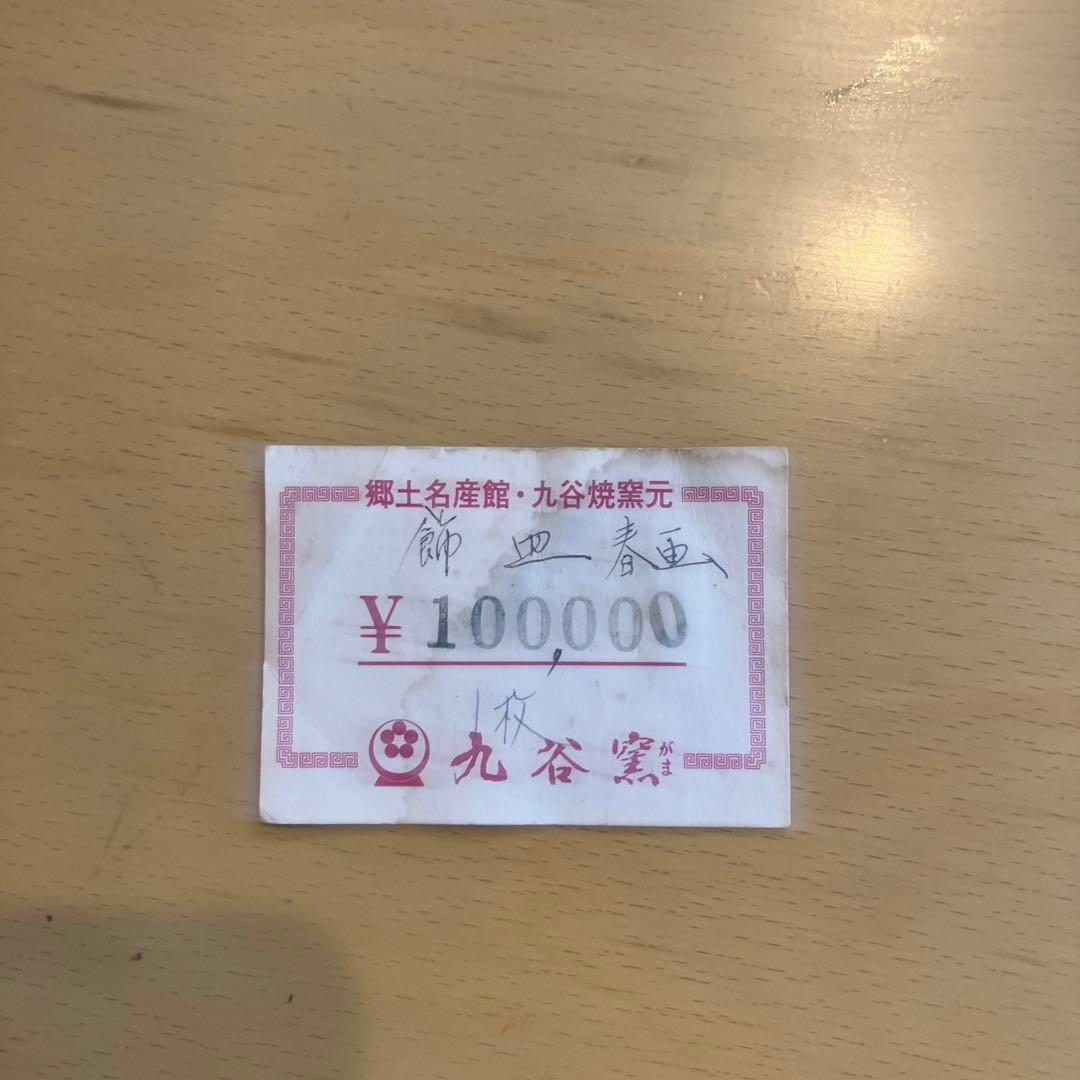 郷土名産館・九谷焼窯元
飾皿 春画
¥100,000
1枚
九谷窯
がま